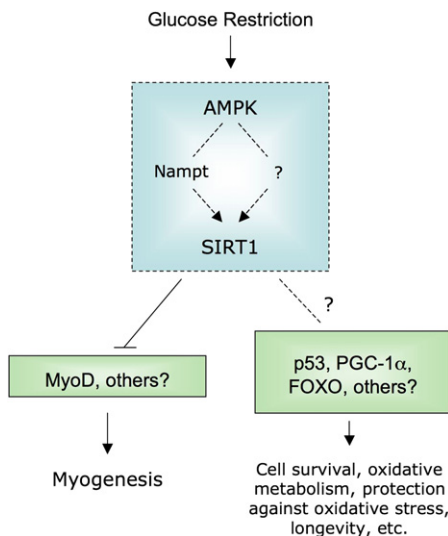 Glucose Restriction
AMPK
Nampt
?
SIRT1
?
MyoD, others?
p53, PGC-1α,
FOXO, others?
Myogenesis
Cell survival, oxidative
metabolism, protection
against oxidative stress,
longevity, etc.